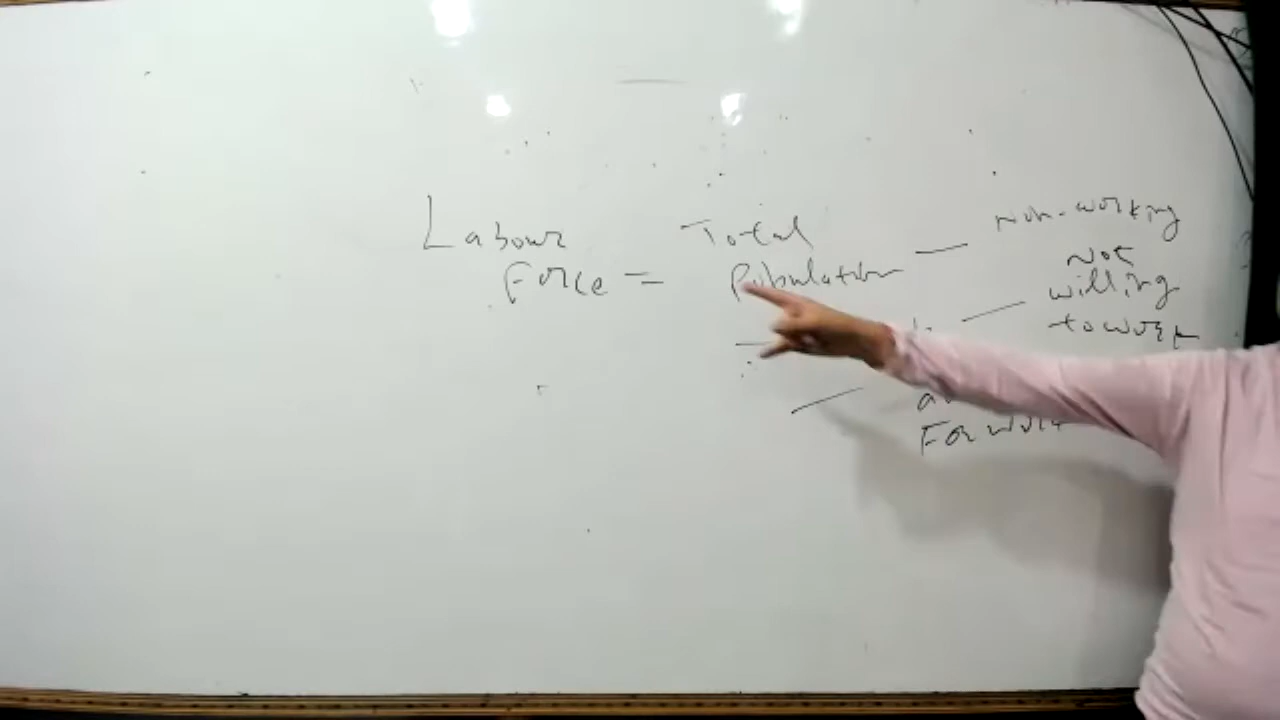 Labour
Force =
Total
Population —
Non-working
— Not
willing
to work
—
For work